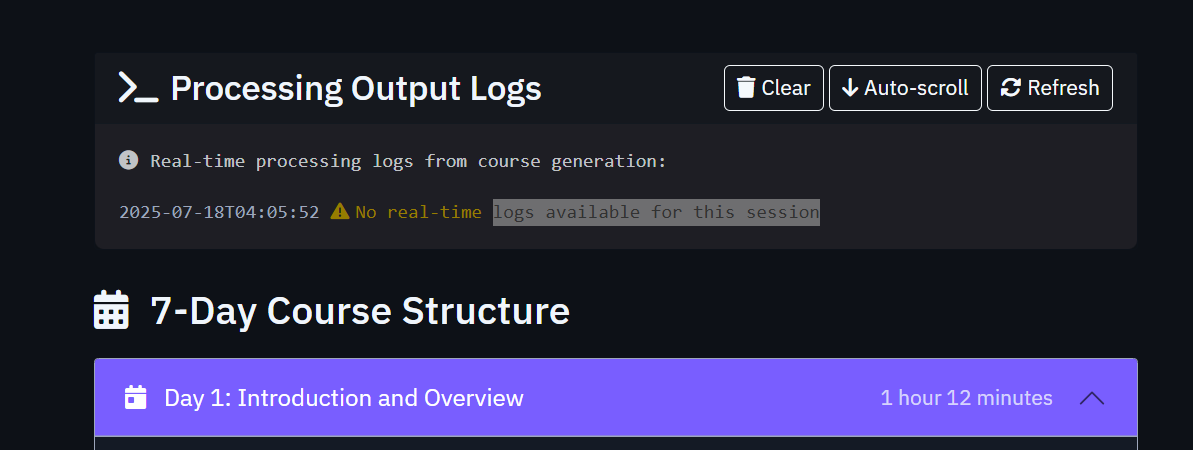 Processing Output Logs
Clear
Auto-scroll
Refresh
Real-time processing logs from course generation:
2025-07-18T04:05:52 No real-time logs available for this session
7-Day Course Structure
Day 1: Introduction and Overview
1 hour 12 minutes